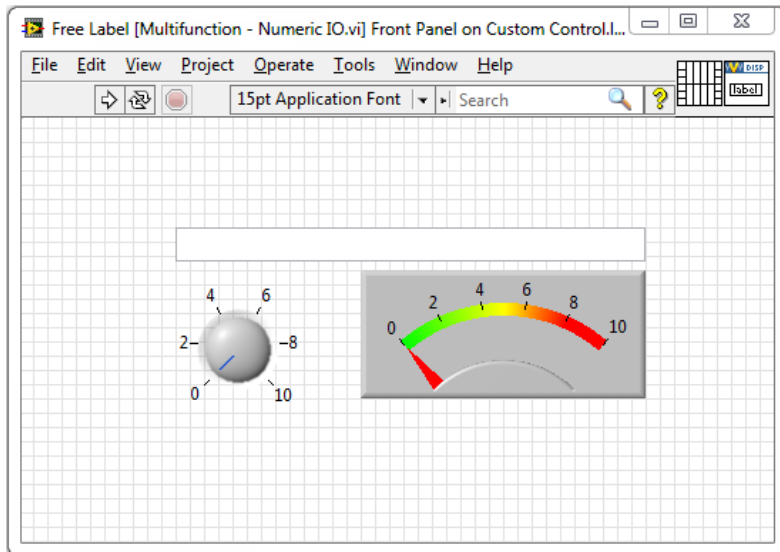 Free Label [Multifunction - Numeric IO.vi] Front Panel on Custom Control.l...
File Edit View Project Operate Tools Window Help
15pt Application Font Search ?
DISP
label
4 6
2 8
0 10
0 2 4 6 8 10